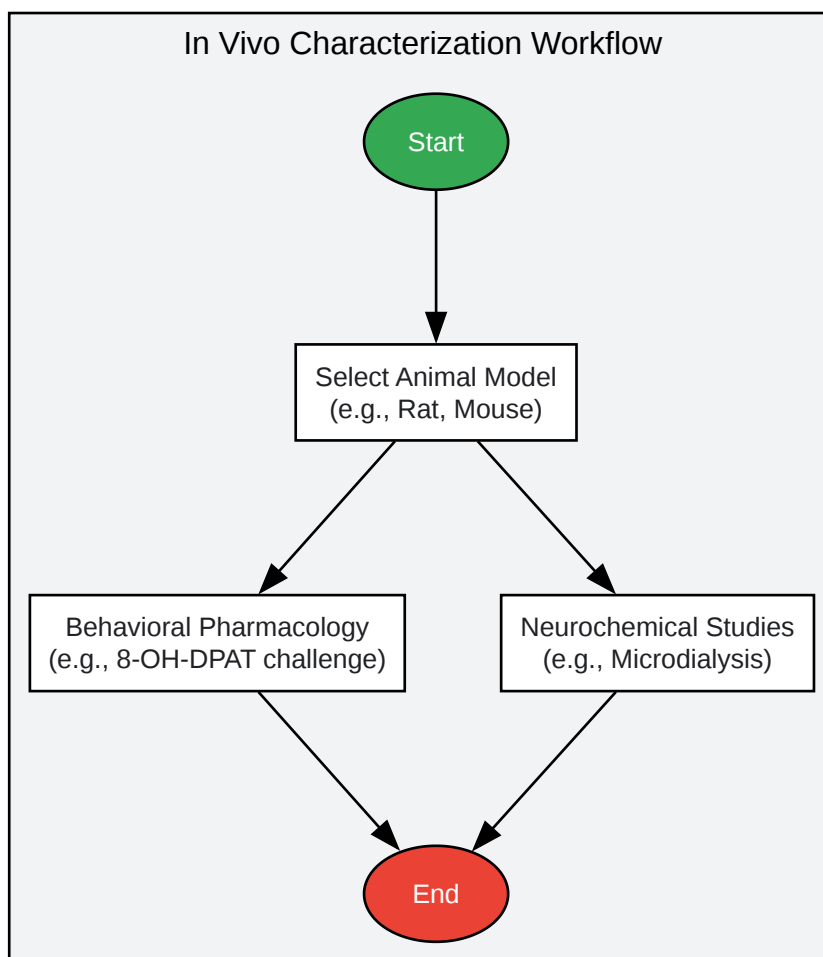 In Vivo Characterization Workflow
Start
Select Animal Model
(e.g., Rat, Mouse)
Behavioral Pharmacology
(e.g., 8-OH-DPAT challenge)
Neurochemical Studies
(e.g., Microdialysis)
End